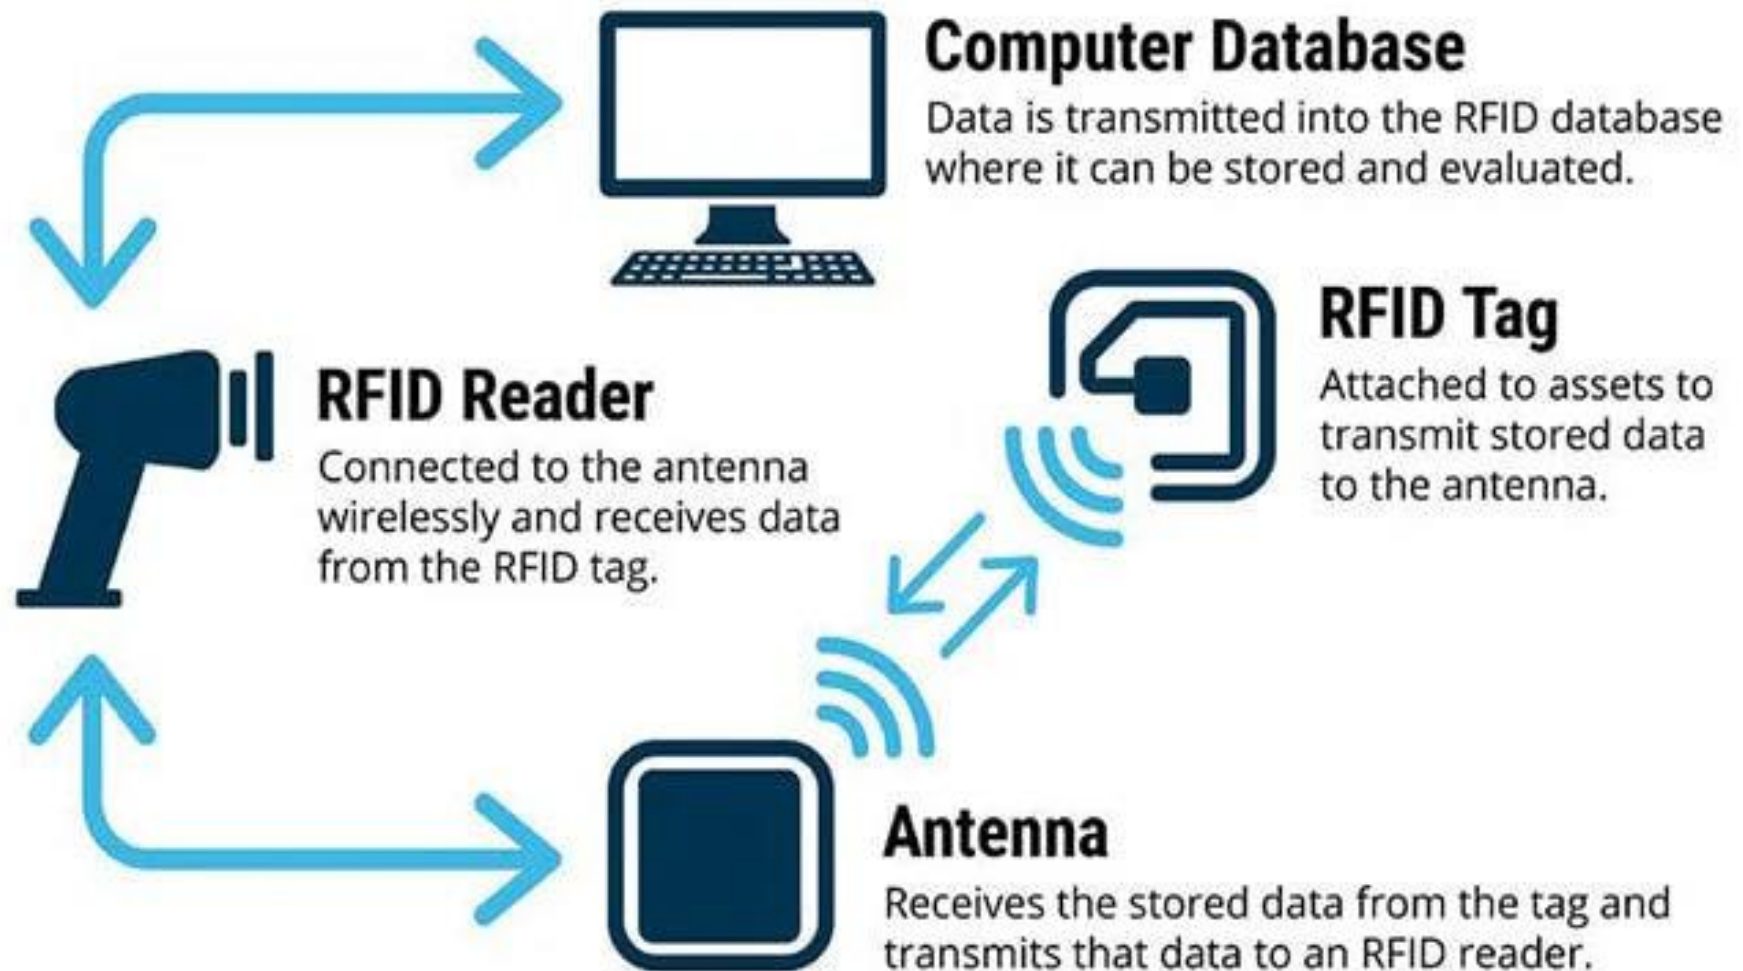 Computer Database
Data is transmitted into the RFID database
where it can be stored and evaluated.
RFID Tag
Attached to assets to
transmit stored data
to the antenna.
RFID Reader
Connected to the antenna
wirelessly and receives data
from the RFID tag.
Antenna
Receives the stored data from the tag and
transmits that data to an RFID reader.